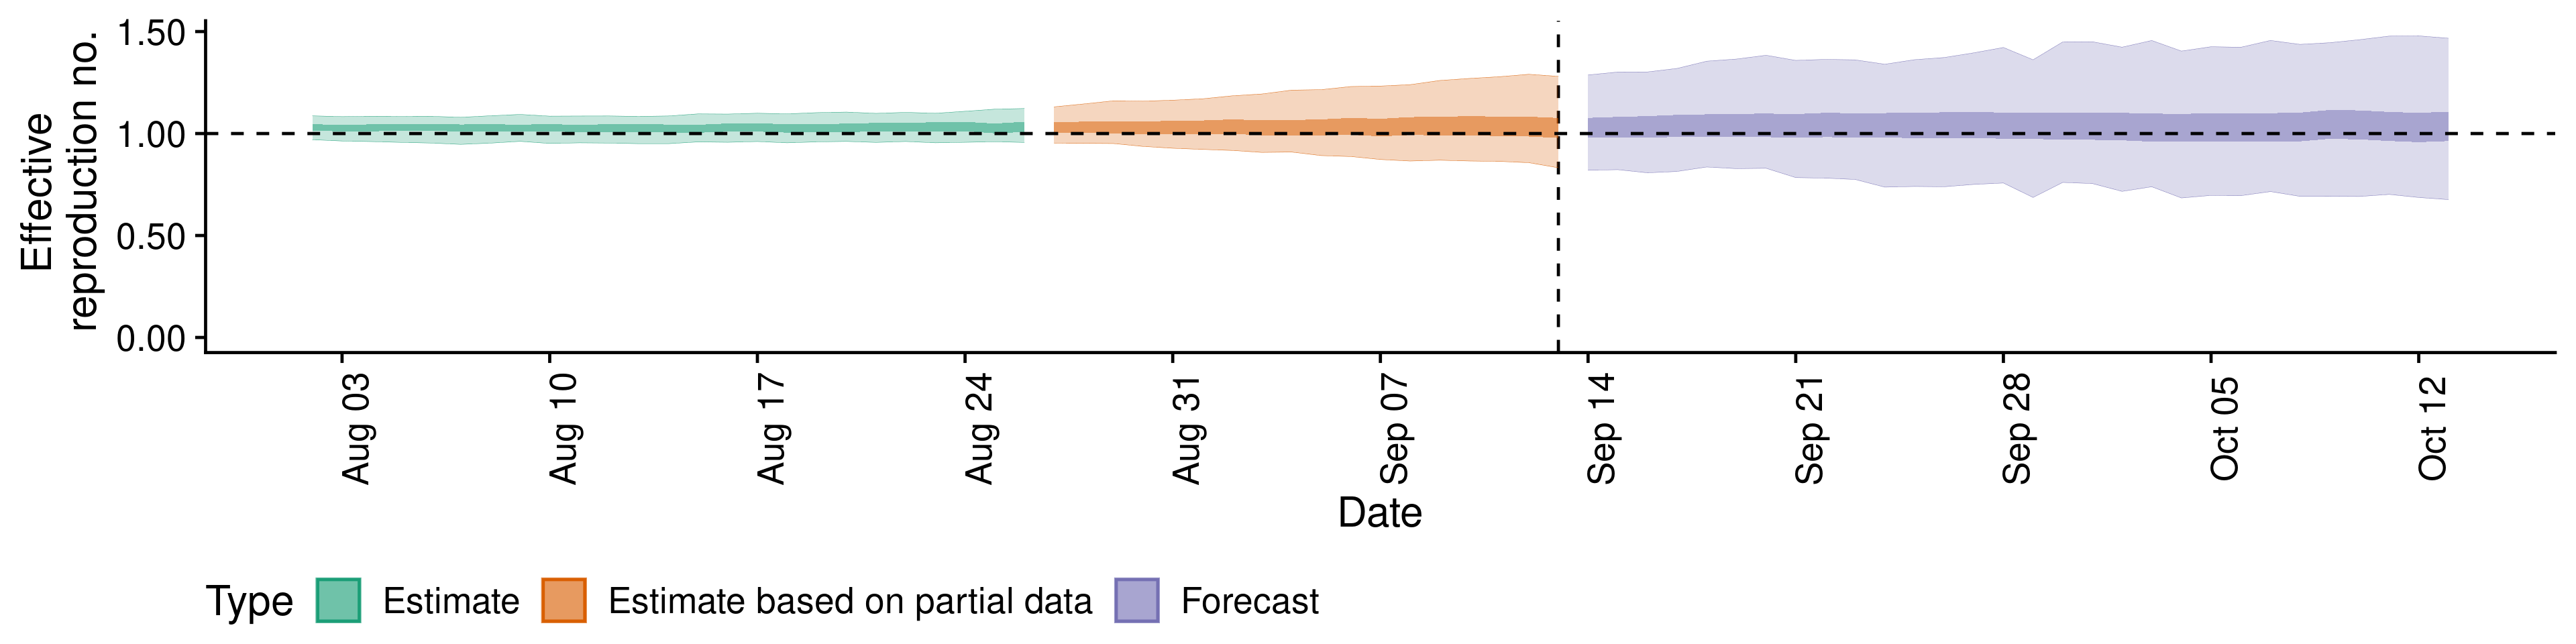 Effective
reproduction no.
1.50
1.00
0.50
0.00
Aug 03
Aug 10
Aug 17
Aug 24
Aug 31
Sep 07
Sep 14
Sep 21
Sep 28
Oct 05
Oct 12
Date
Type
Estimate
Estimate based on partial data
Forecast